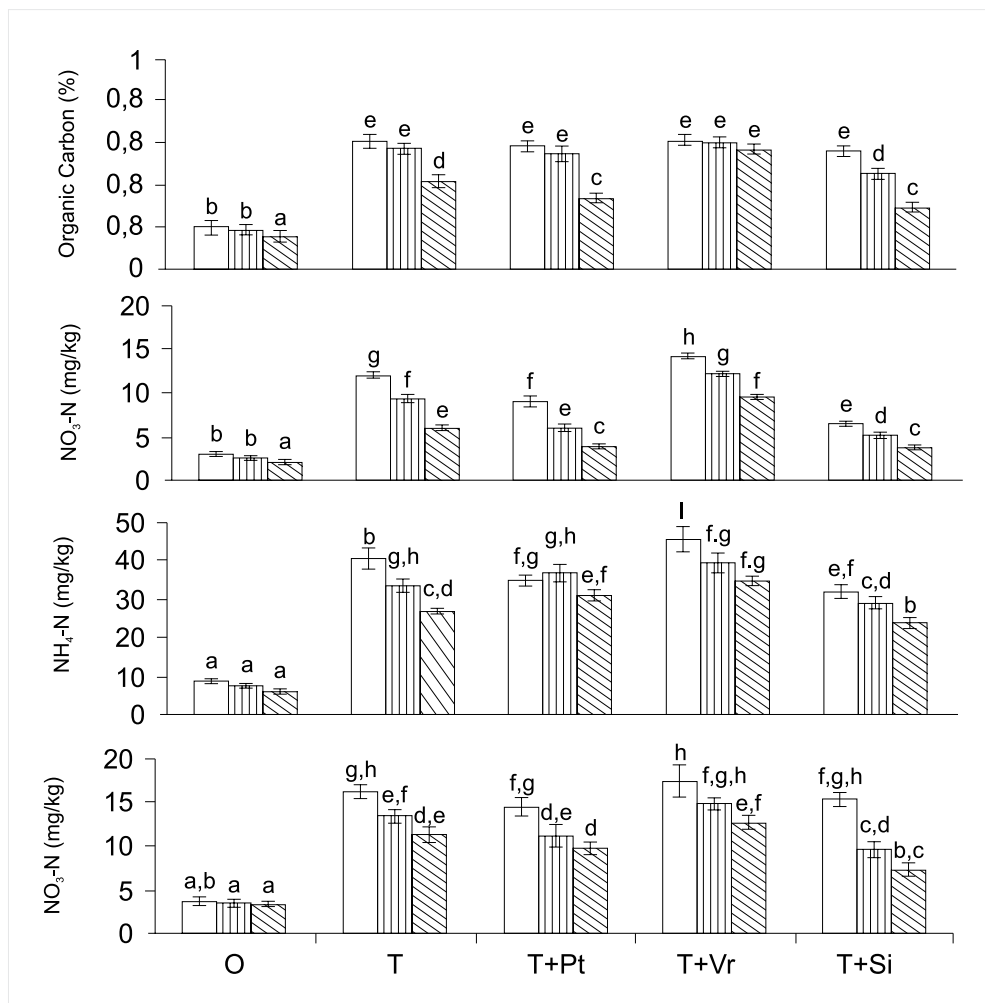 Organic Carbon (%)
1
0,8
0,8
0,8
0,8
0
b b a
e e d
e e c
e e e
e d c
NO₃-N (mg/kg)
20
15
10
5
0
b b a
g f e
f e c
h g f
e d c
NH₄-N (mg/kg)
50
40
30
20
10
0
a a a
b g,h c,d
f,g g,h e,f
I f.g f.g
e,f c,d b
NO₃-N (mg/kg)
20
15
10
5
0
a,b a a
g,h e,f d,e
f,g d,e d
h f,g,h e,f
f,g,h c,d b,c
O T T+Pt T+Vr T+Si